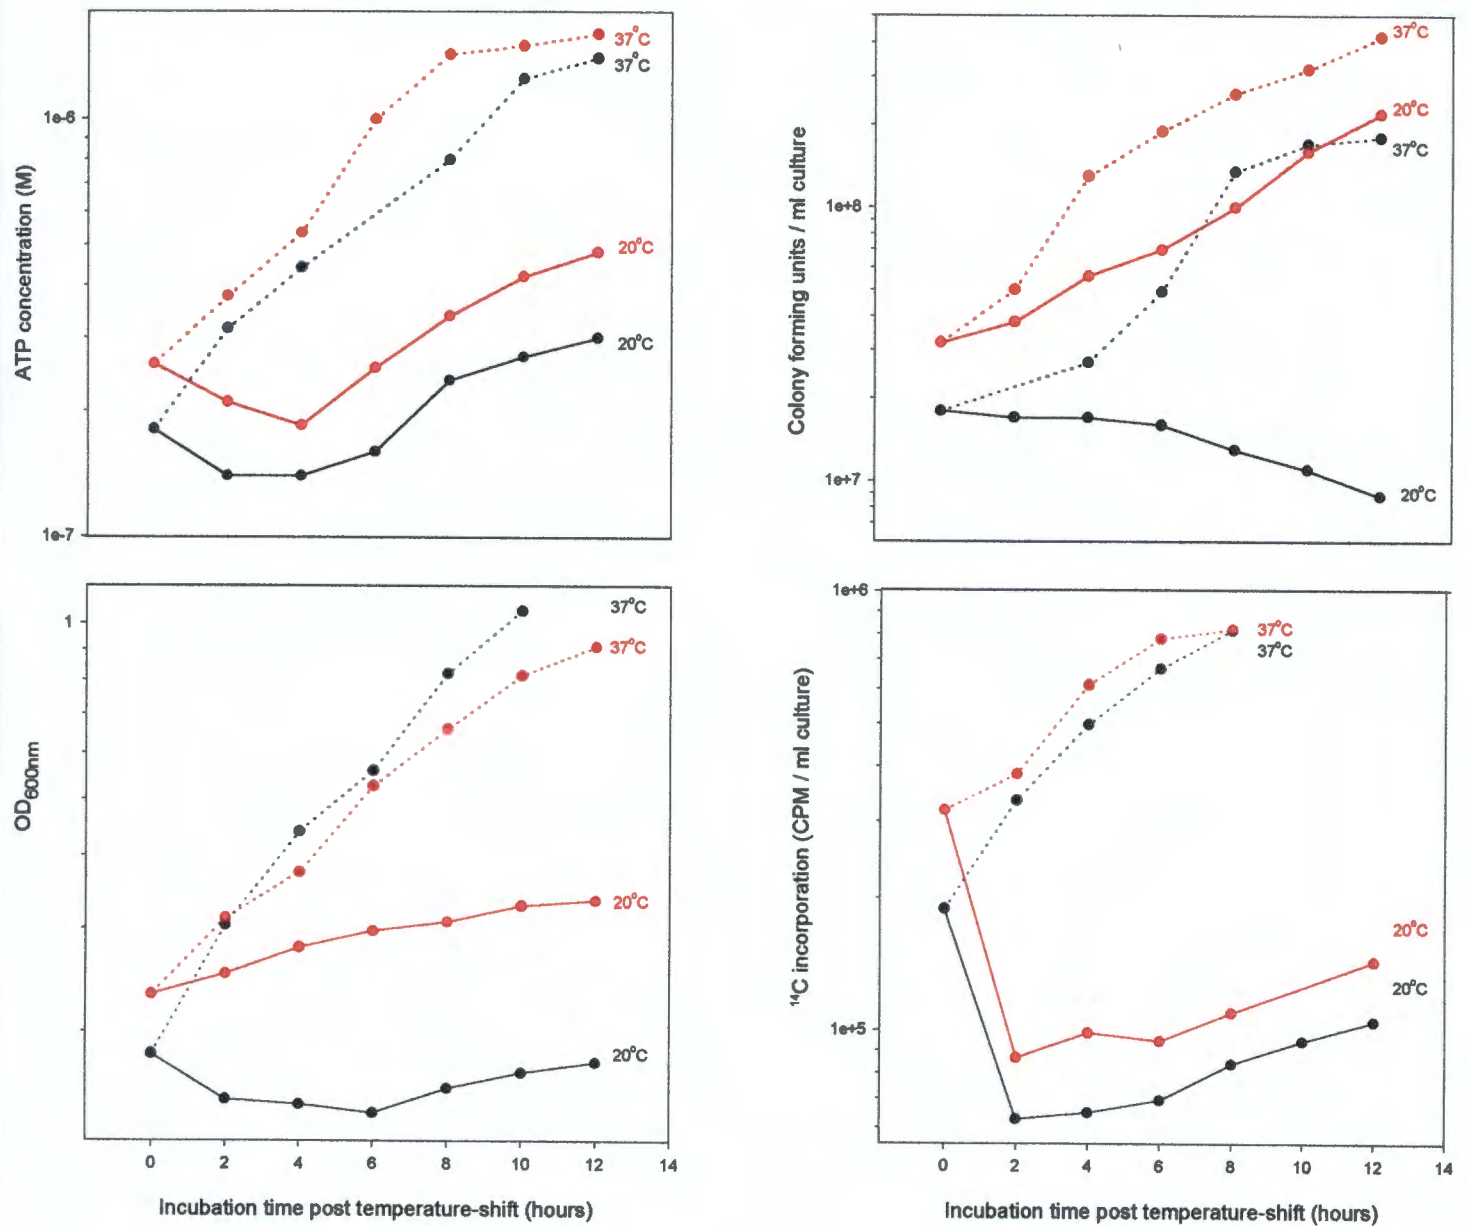 ATP concentration (M)
1e-6
1e-7
37°C
37°C
20°C
20°C
Colony forming units / ml culture
1e+8
1e+7
37°C
20°C
37°C
20°C
OD600nm
1
37°C
37°C
20°C
20°C
0 2 4 6 8 10 12 14
Incubation time post temperature-shift (hours)
14C incorporation (CPM / ml culture)
1e+6
1e+5
37°C
37°C
20°C
20°C
0 2 4 6 8 10 12 14
Incubation time post temperature-shift (hours)